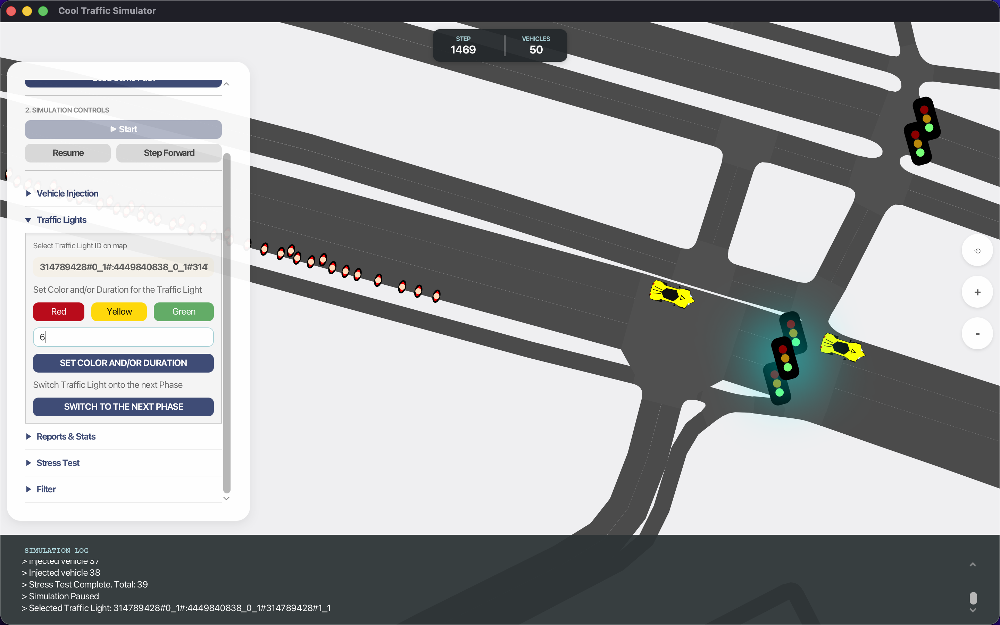 Cool Traffic Simulator
STEP
1469
VEHICLES
50
Load Sumo Path
2. SIMULATION CONTROLS
Start
Resume
Step Forward
Vehicle Injection
Traffic Lights
Select Traffic Light ID on map
314789428#0_1#:4449840838_0_1#314
Set Color and/or Duration for the Traffic Light
Red
Yellow
Green
6
SET COLOR AND/OR DURATION
Switch Traffic Light onto the next Phase
SWITCH TO THE NEXT PHASE
Reports & Stats
Stress Test
Filter
+
-
SIMULATION LOG
> Injected vehicle 37
> Injected vehicle 38
> Stress Test Complete. Total: 39
> Simulation Paused
> Selected Traffic Light: 314789428#0_1#:4449840838_0_1#314789428#1_1